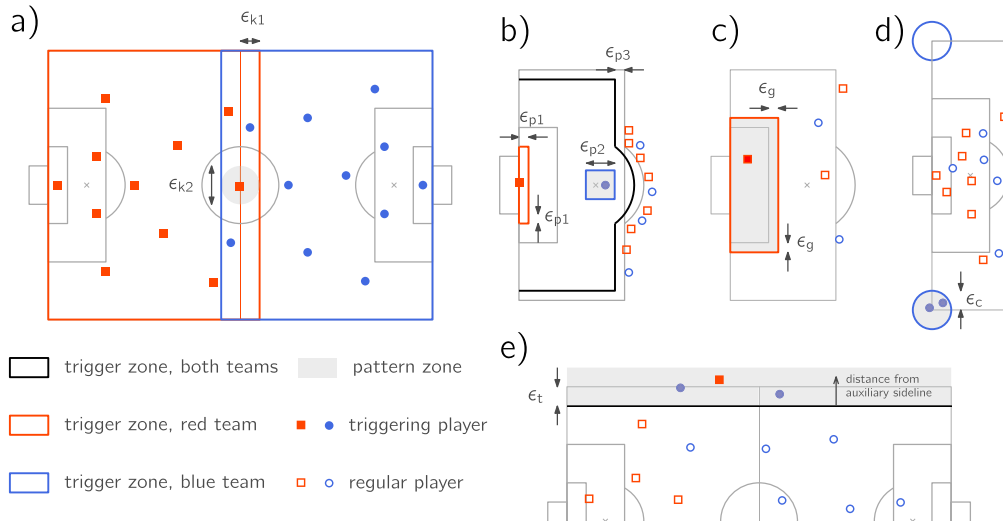 a)
ϵk1
ϵk2
b)
ϵp3
ϵp1
ϵp2
ϵp1
c)
ϵg
ϵg
d)
ϵc
trigger zone, both teams
pattern zone
trigger zone, red team
triggering player
trigger zone, blue team
regular player
e)
ϵt
distance from
auxiliary sideline